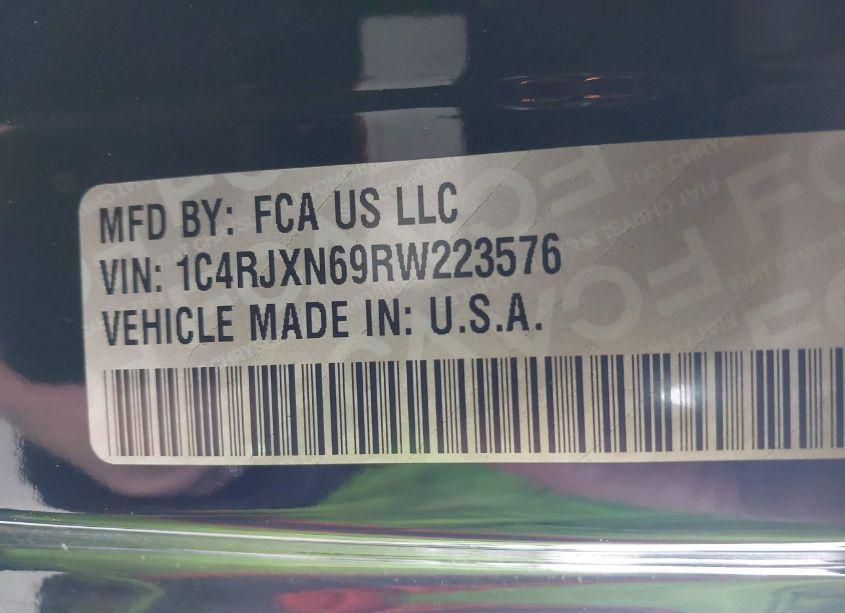 MFD BY: FCA US LLC
VIN: 1C4RJXN69RW223576
VEHICLE MADE IN: U.S.A.